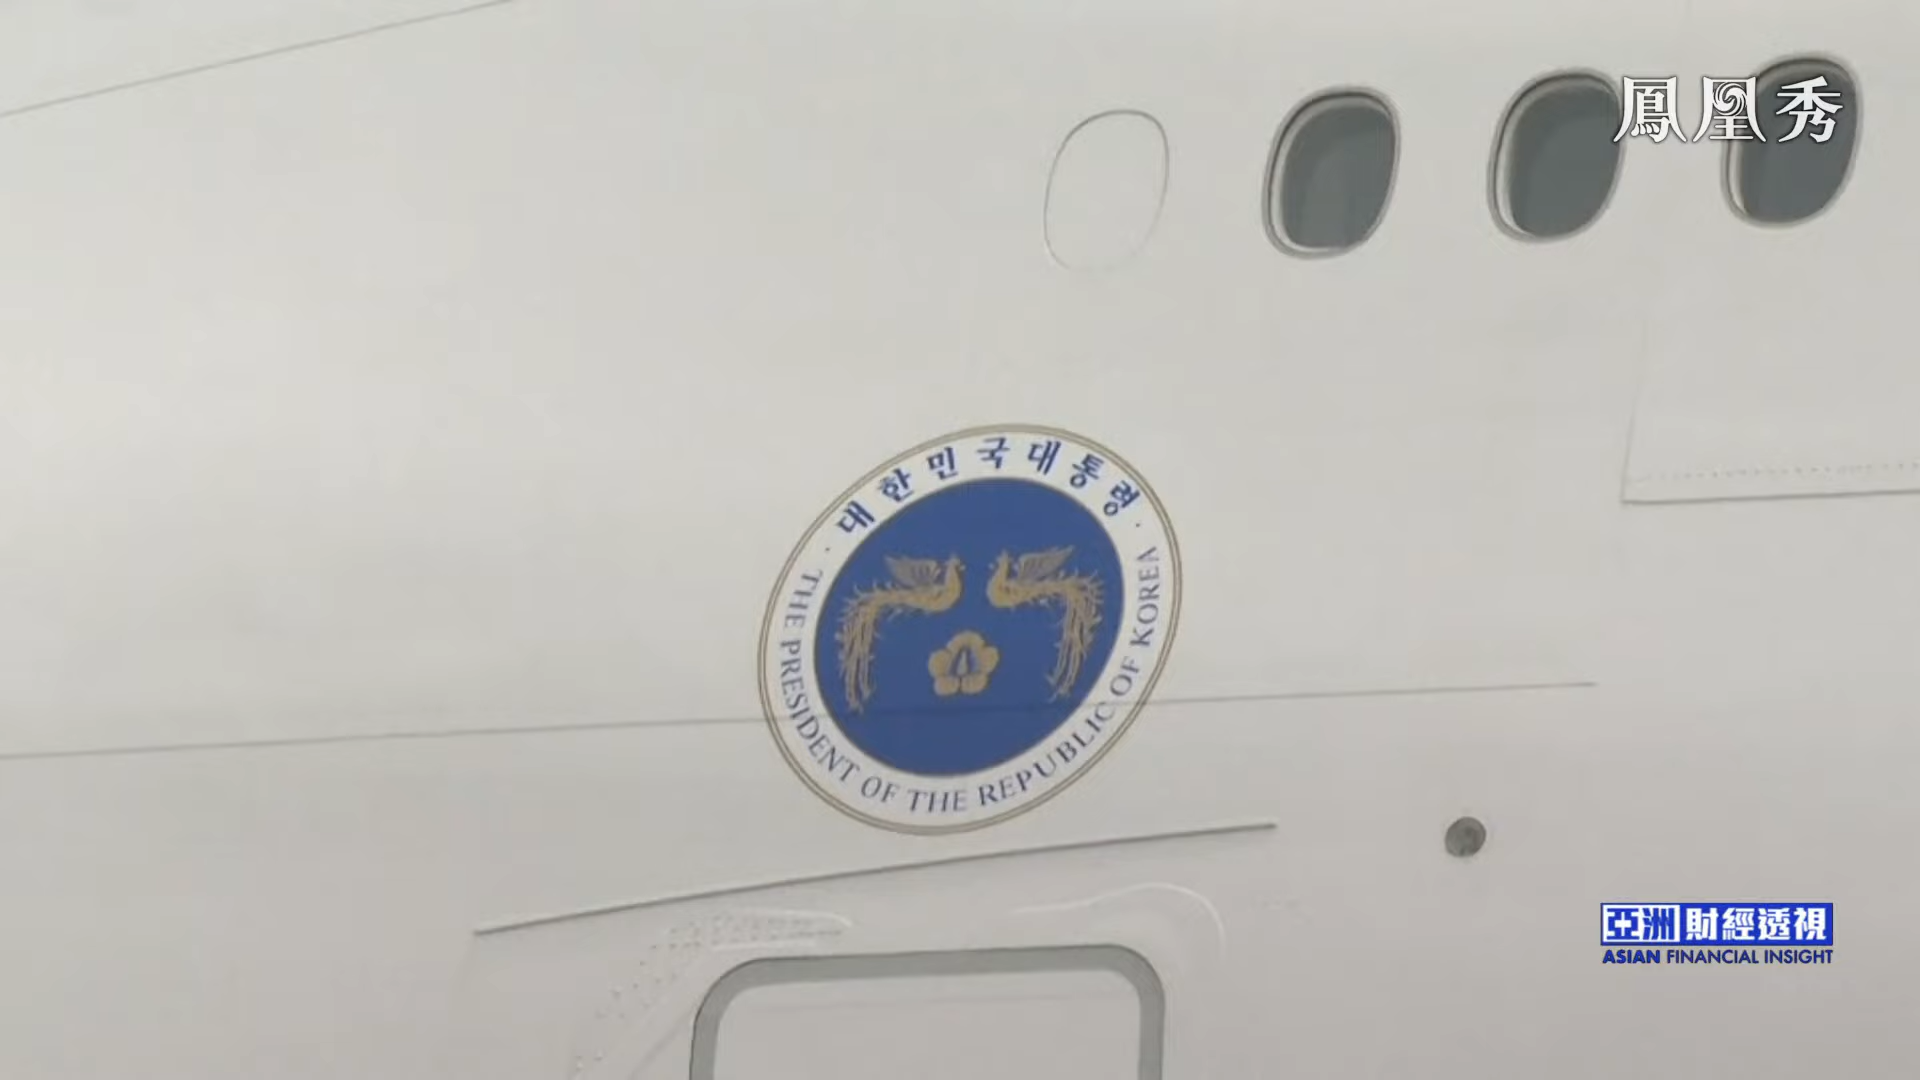 鳳凰秀
대한민국대통령
THE PRESIDENT OF THE REPUBLIC OF KOREA
亞洲財經透視
ASIAN FINANCIAL INSIGHT